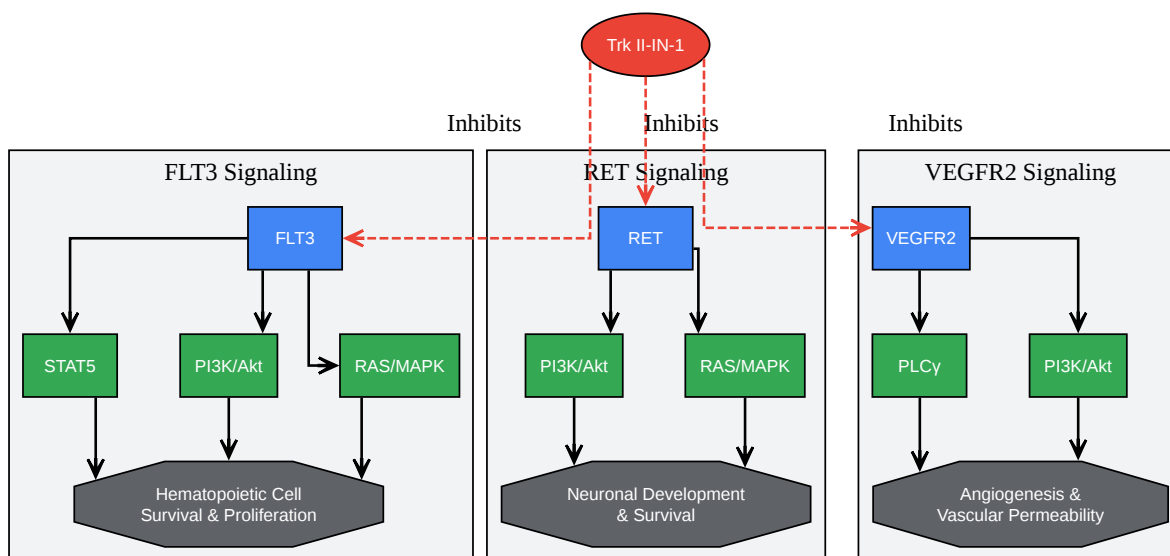 Trk II-IN-1
Inhibits
Inhibits
Inhibits
FLT3 Signaling
RET Signaling
VEGFR2 Signaling
FLT3
RET
VEGFR2
STAT5
PI3K/Akt
RAS/MAPK
PI3K/Akt
RAS/MAPK
PLCγ
PI3K/Akt
Hematopoietic Cell
Survival & Proliferation
Neuronal Development
& Survival
Angiogenesis &
Vascular Permeability